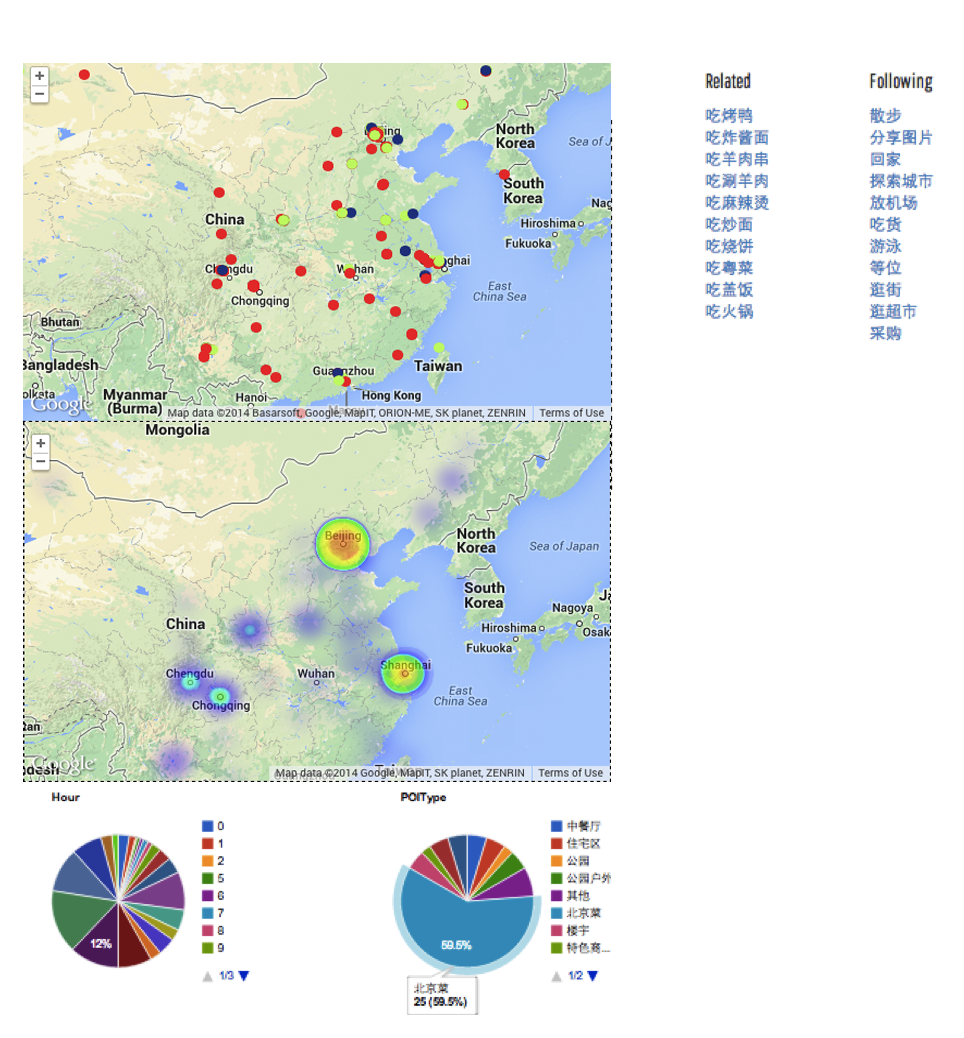 Related
吃烤鸭
吃炸酱面
吃羊肉串
吃涮羊肉
吃麻辣烫
吃炒面
吃烧饼
吃粤菜
吃盖饭
吃火锅
Following
散步
分享图片
回家
探索城市
放机场
吃货
游泳
等位
逛街
逛超市
采购
+
−
North
Korea
Sea of J
South
Korea
Nag
China
Hiroshima
Fukuoka
Wuhan
East
China Sea
Chongqing
Bhutan
Bangladesh
Taiwan
olkata
Myanmar
(Burma)
Hanoi
Hong Kong
Google
Map data ©2014 Basarsoft, Google, MapIT, ORION-ME, SK planet, ZENRIN
Terms of Use
Mongolia
+
−
Beijing
North
Korea
Sea of Japan
South
Korea
Nagoya
China
Hiroshima
Osak
Fukuoka
Shanghai
Chengdu
Wuhan
Chongqing
East
China Sea
desh
Google
Map data ©2014 Google, MapIT, SK planet, ZENRIN
Terms of Use
Hour
0
1
2
5
6
7
8
9
12%
1/3
POIType
中餐厅
住宅区
公园
公园户外
其他
北京菜
楼宇
特色商...
59.5%
1/2
北京菜
25 (59.5%)